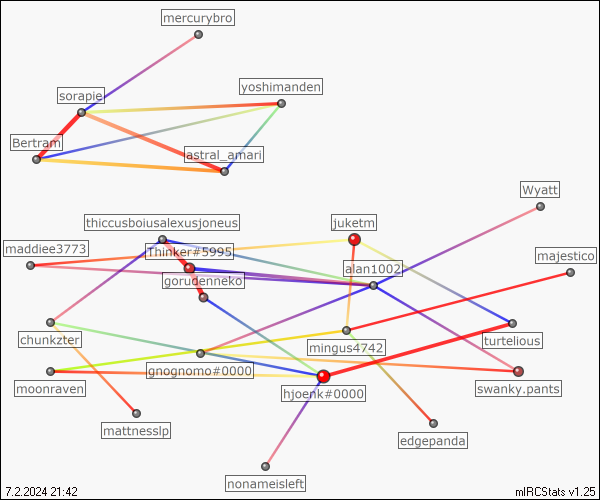 mercurybro
yoshimanden
sorapie
Bertram
astral_amari
Wyatt
thiccusboiusalexusjoneus
juketm
maddiee3773
Thinker#5995
majestico
alan1002
gorudenneko
chunkzter
mingus4742
turtelious
gnognomo#0000
moonraven
hjoenk#0000
swanky.pants
mattnesslp
edgepanda
nonameisleft
7.2.2024 21:42
mIRCStats v1.25